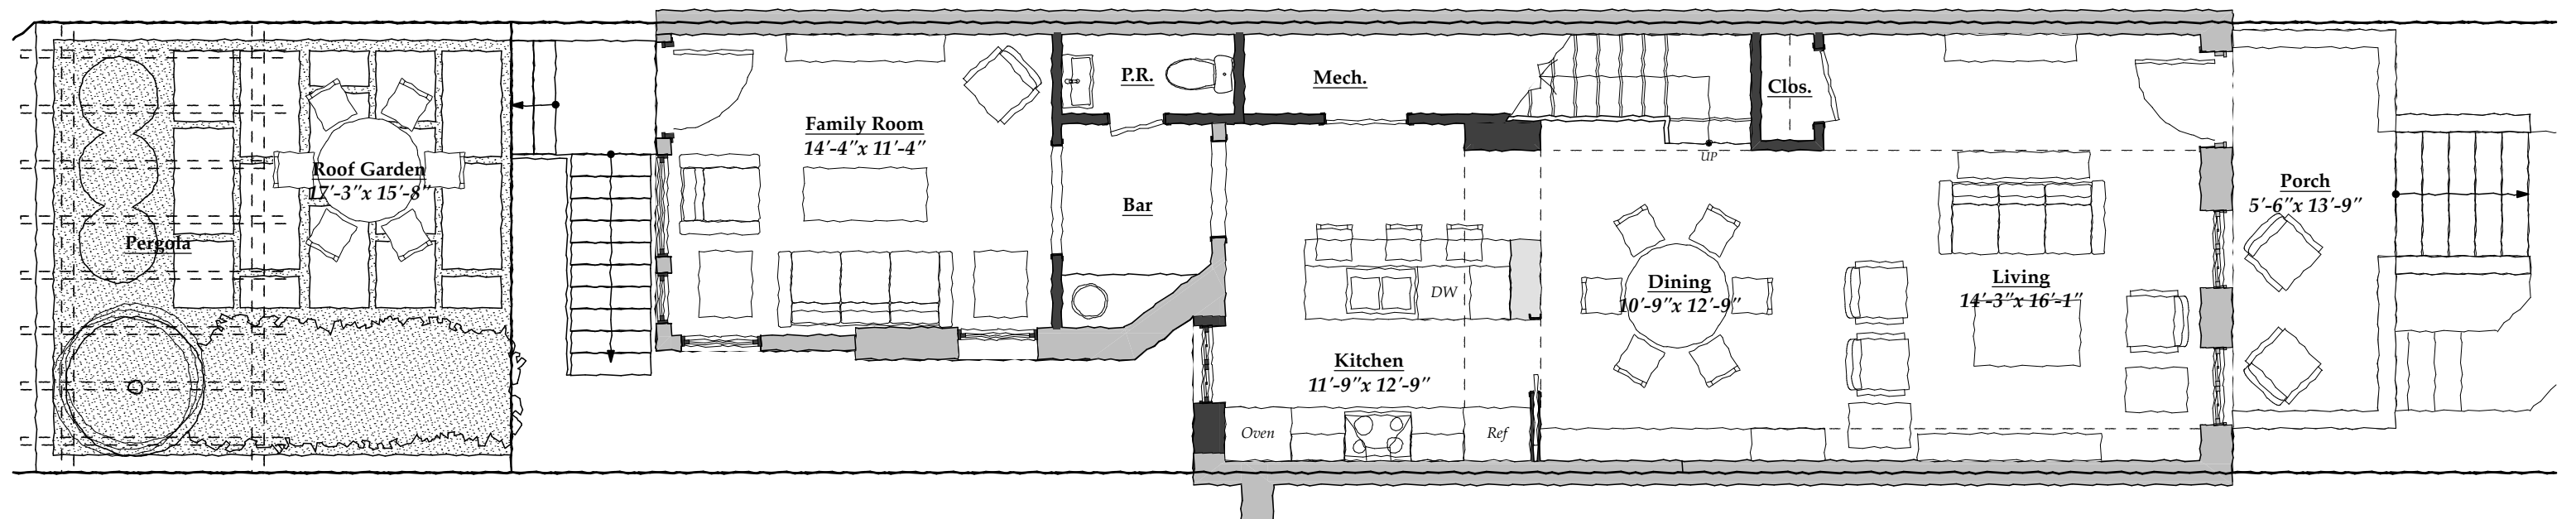 Roof Garden
17'-3"x 15'-8"
Pergola
Family Room
14'-4"x 11'-4"
P.R.
Mech.
Bar
Clos.
UP
Kitchen
11'-9"x 12'-9"
DW
Oven
Ref
Dining
10'-9"x 12'-9"
Living
14'-3"x 16'-1"
Porch
5'-6"x 13'-9"